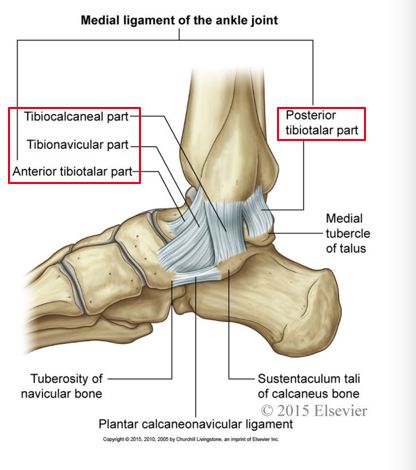 Medial ligament of the ankle joint
Tibiocalcaneal part
Tibionavicular part
Anterior tibiotalar part
Posterior
tibiotalar part
Medial
tubercle
of talus
Tuberosity of
navicular bone
Sustentaculum tali
of calcaneus bone
© 2015 Elsevier
Plantar calcaneonavicular ligament
Copyright © 2015, 2010, 2005 by Churchill Livingstone, an imprint of Elsevier Inc.